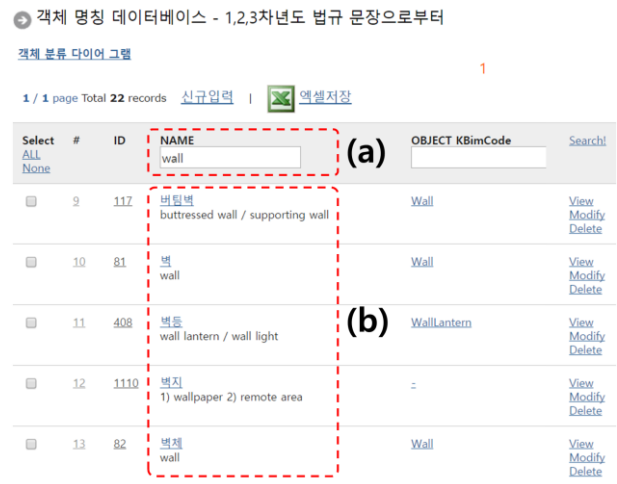 객체 명칭 데이터베이스 - 1,2,3차년도 법규 문장으로부터
객체 분류 다이어 그램
1
1 / 1 page Total 22 records 신규입력 | 엑셀저장
Select # ID NAME OBJECT KBimCode Search!
ALL
None
wall
(a)
9 117 버팀벽 Wall View
buttressed wall / supporting wall Modify
Delete
10 81 벽 Wall View
wall Modify
Delete
11 408 벽등 WallLantern View
wall lantern / wall light Modify
Delete
(b)
12 1110 벽지 - View
1) wallpaper 2) remote area Modify
Delete
13 82 벽체 Wall View
wall Modify
Delete